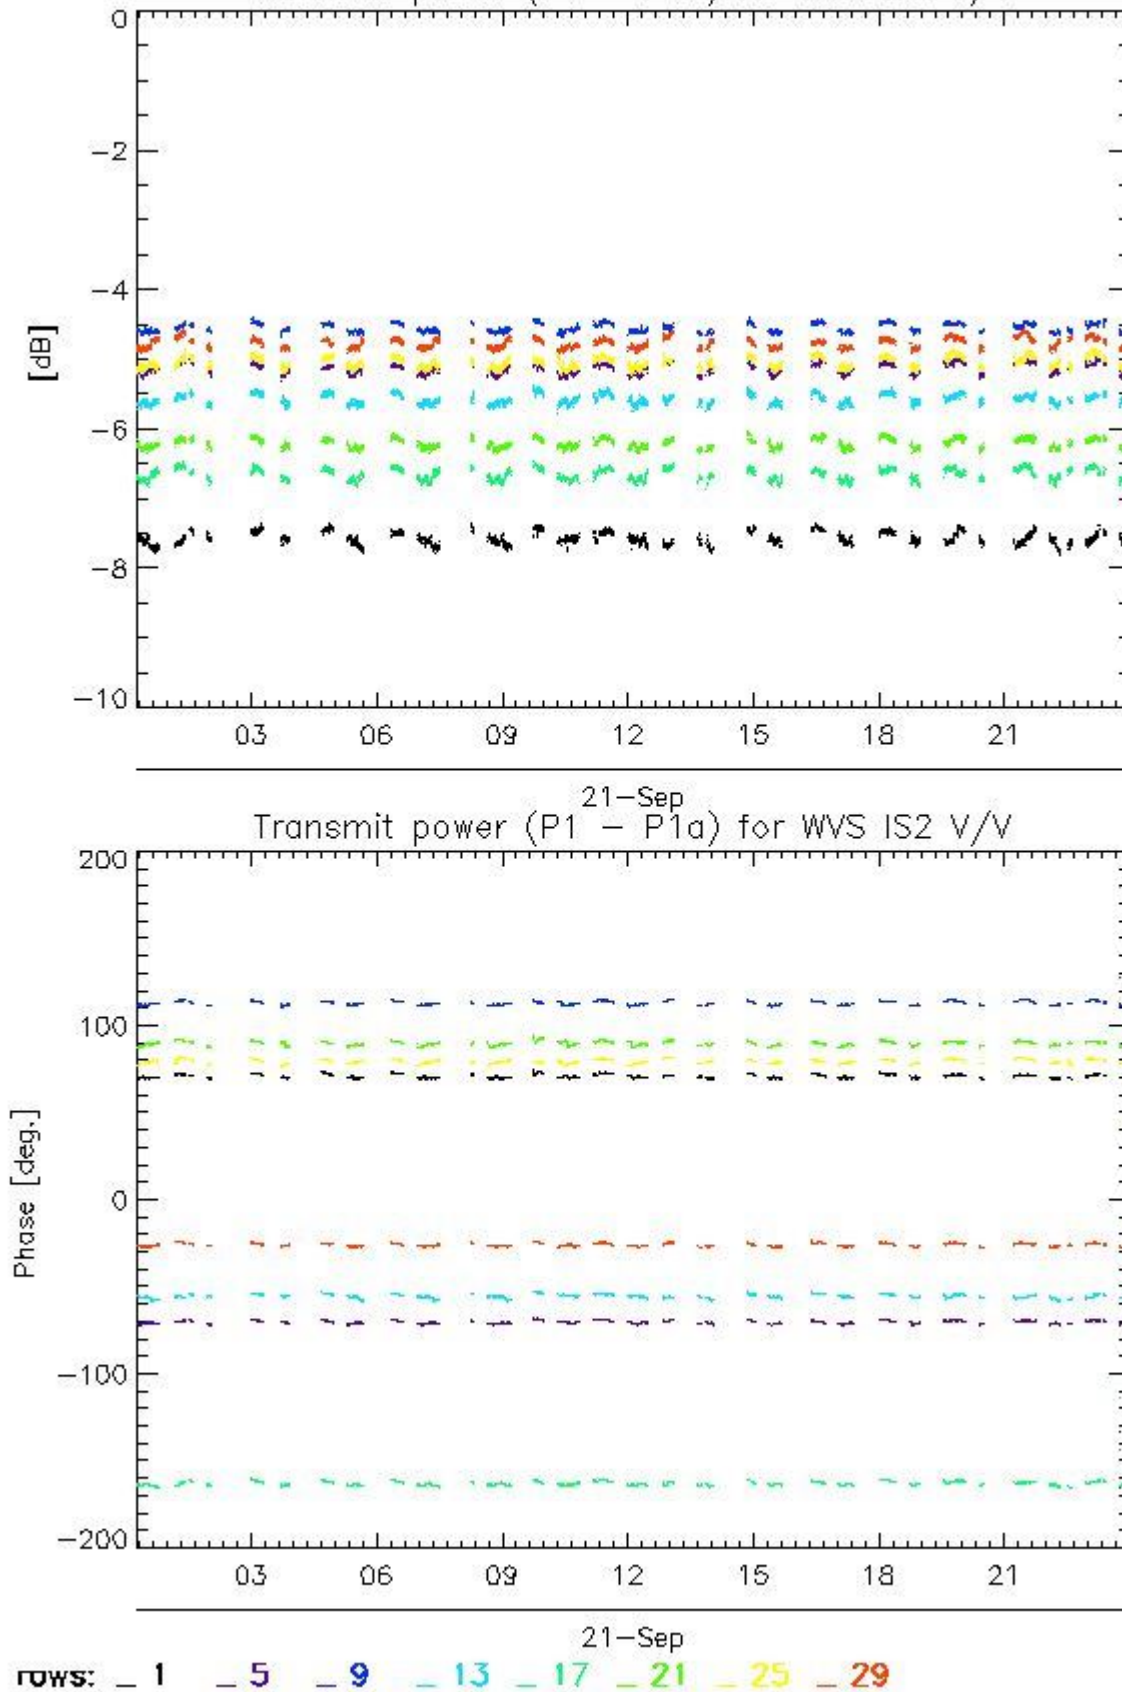 0
-2
-4
[dB]
-6
-8
-10
03 06 09 12 15 18 21
21-Sep
Transmit power (P1 - P1a) for WVS IS2 V/V
200
100
Phase [deg.]
0
-100
-200
03 06 09 12 15 18 21
21-Sep
rows: _ 1 _ 5 _ 9 _ 13 _ 17 _ 21 _ 25 _ 29